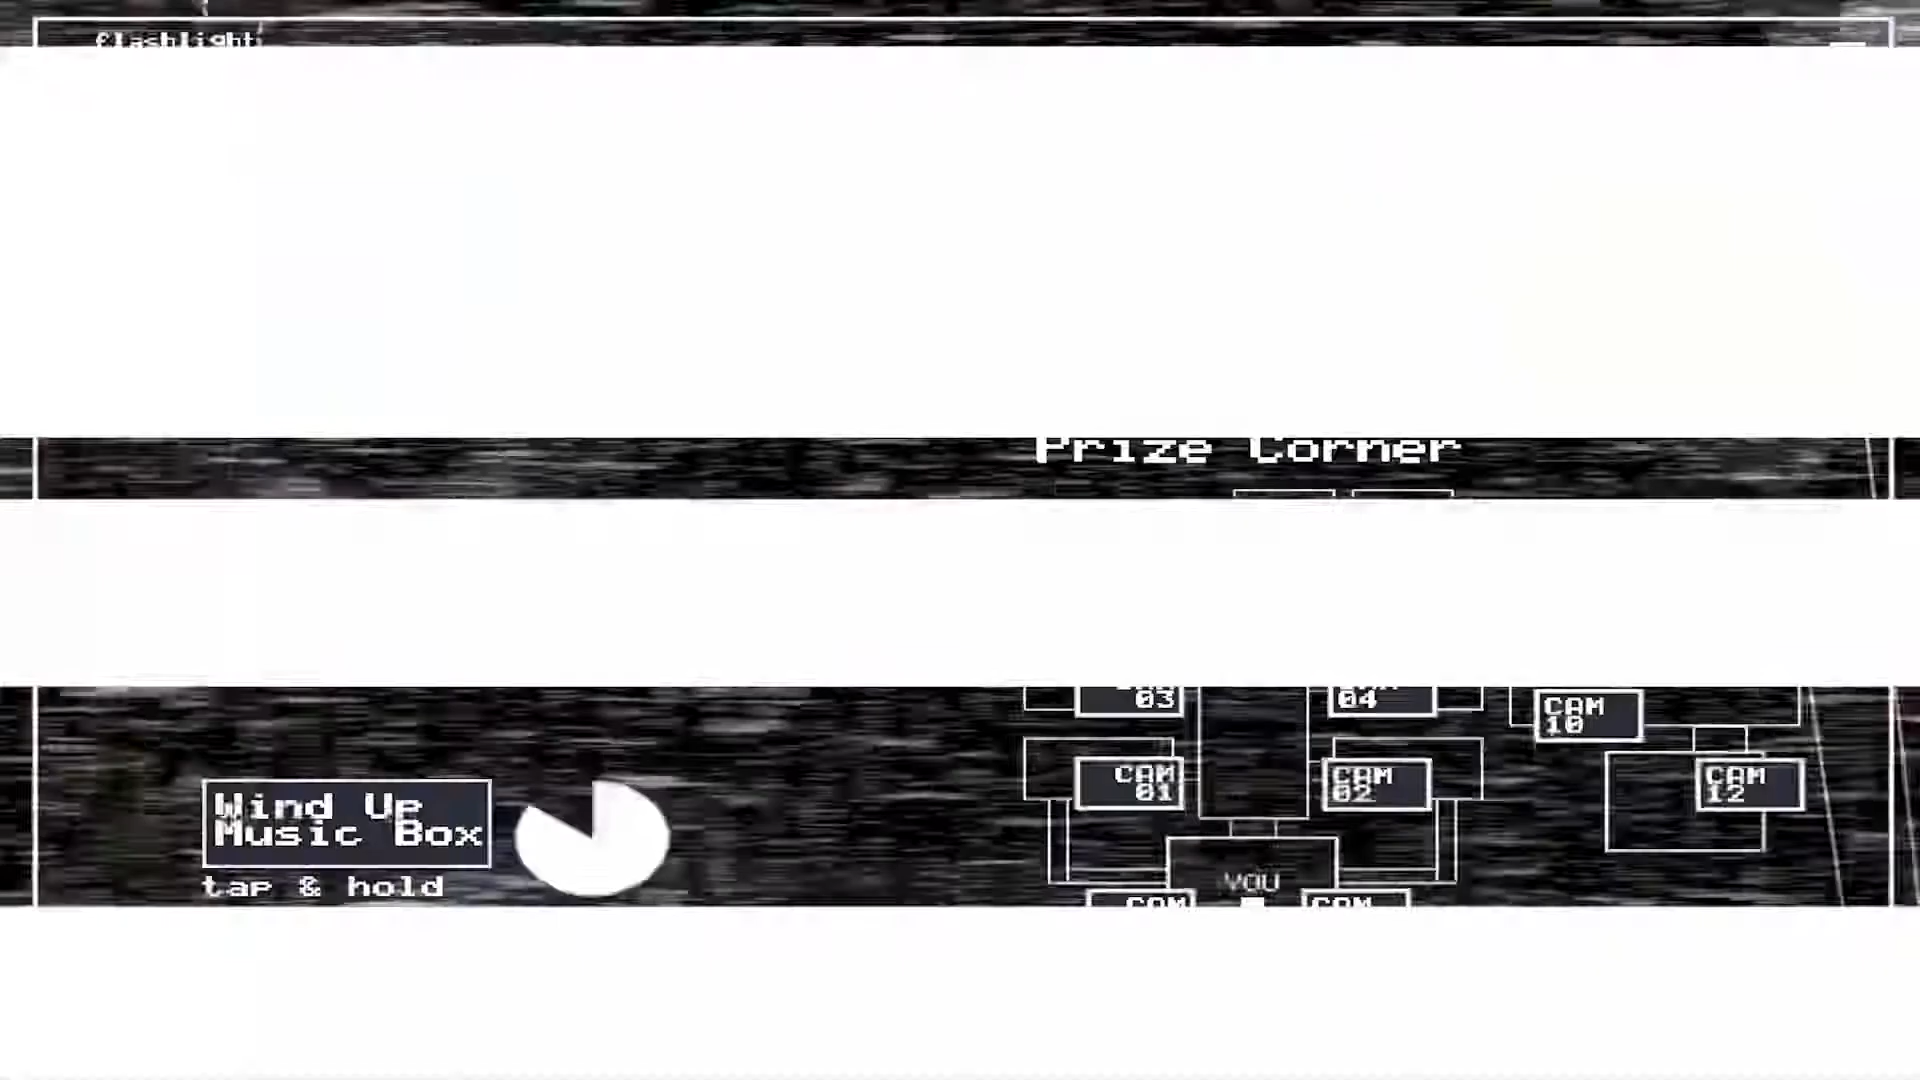 flashlight
Prize Corner
03
04
CAM
10
CAM
01
CAM
02
CAM
12
Wind Up
Music Box
YOU
tap & hold
CAM
CAM